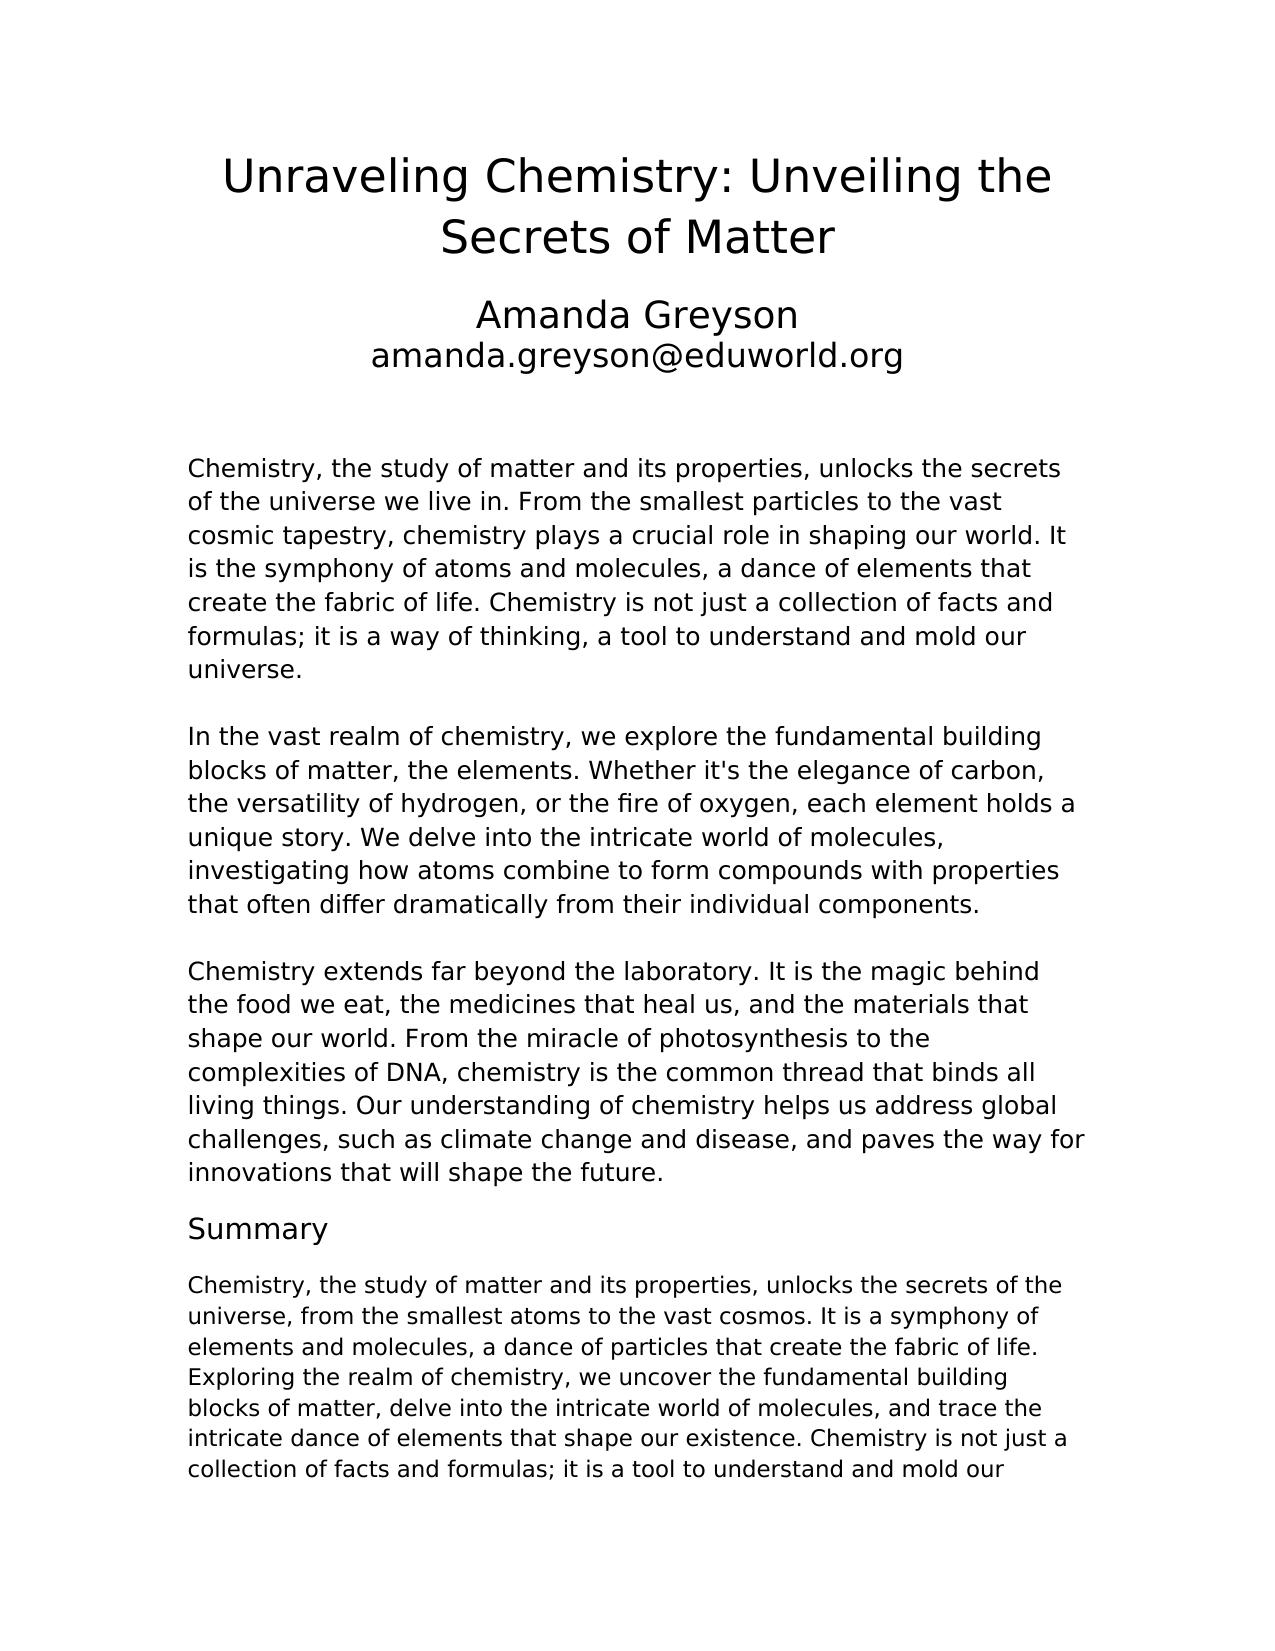 Unraveling Chemistry: Unveiling the
Secrets of Matter
Amanda Greyson
amanda.greyson@eduworld.org
Chemistry, the study of matter and its properties, unlocks the secrets
of the universe we live in. From the smallest particles to the vast
cosmic tapestry, chemistry plays a crucial role in shaping our world. It
is the symphony of atoms and molecules, a dance of elements that
create the fabric of life. Chemistry is not just a collection of facts and
formulas; it is a way of thinking, a tool to understand and mold our
universe.
In the vast realm of chemistry, we explore the fundamental building
blocks of matter, the elements. Whether it's the elegance of carbon,
the versatility of hydrogen, or the fire of oxygen, each element holds a
unique story. We delve into the intricate world of molecules,
investigating how atoms combine to form compounds with properties
that often differ dramatically from their individual components.
Chemistry extends far beyond the laboratory. It is the magic behind
the food we eat, the medicines that heal us, and the materials that
shape our world. From the miracle of photosynthesis to the
complexities of DNA, chemistry is the common thread that binds all
living things. Our understanding of chemistry helps us address global
challenges, such as climate change and disease, and paves the way for
innovations that will shape the future.
Summary
Chemistry, the study of matter and its properties, unlocks the secrets of the
universe, from the smallest atoms to the vast cosmos. It is a symphony of
elements and molecules, a dance of particles that create the fabric of life.
Exploring the realm of chemistry, we uncover the fundamental building
blocks of matter, delve into the intricate world of molecules, and trace the
intricate dance of elements that shape our existence. Chemistry is not just a
collection of facts and formulas; it is a tool to understand and mold our